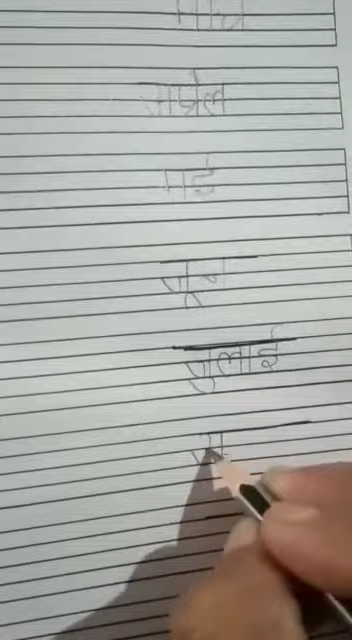 मार्च
अप्रैल
मई
जून
जुलाई